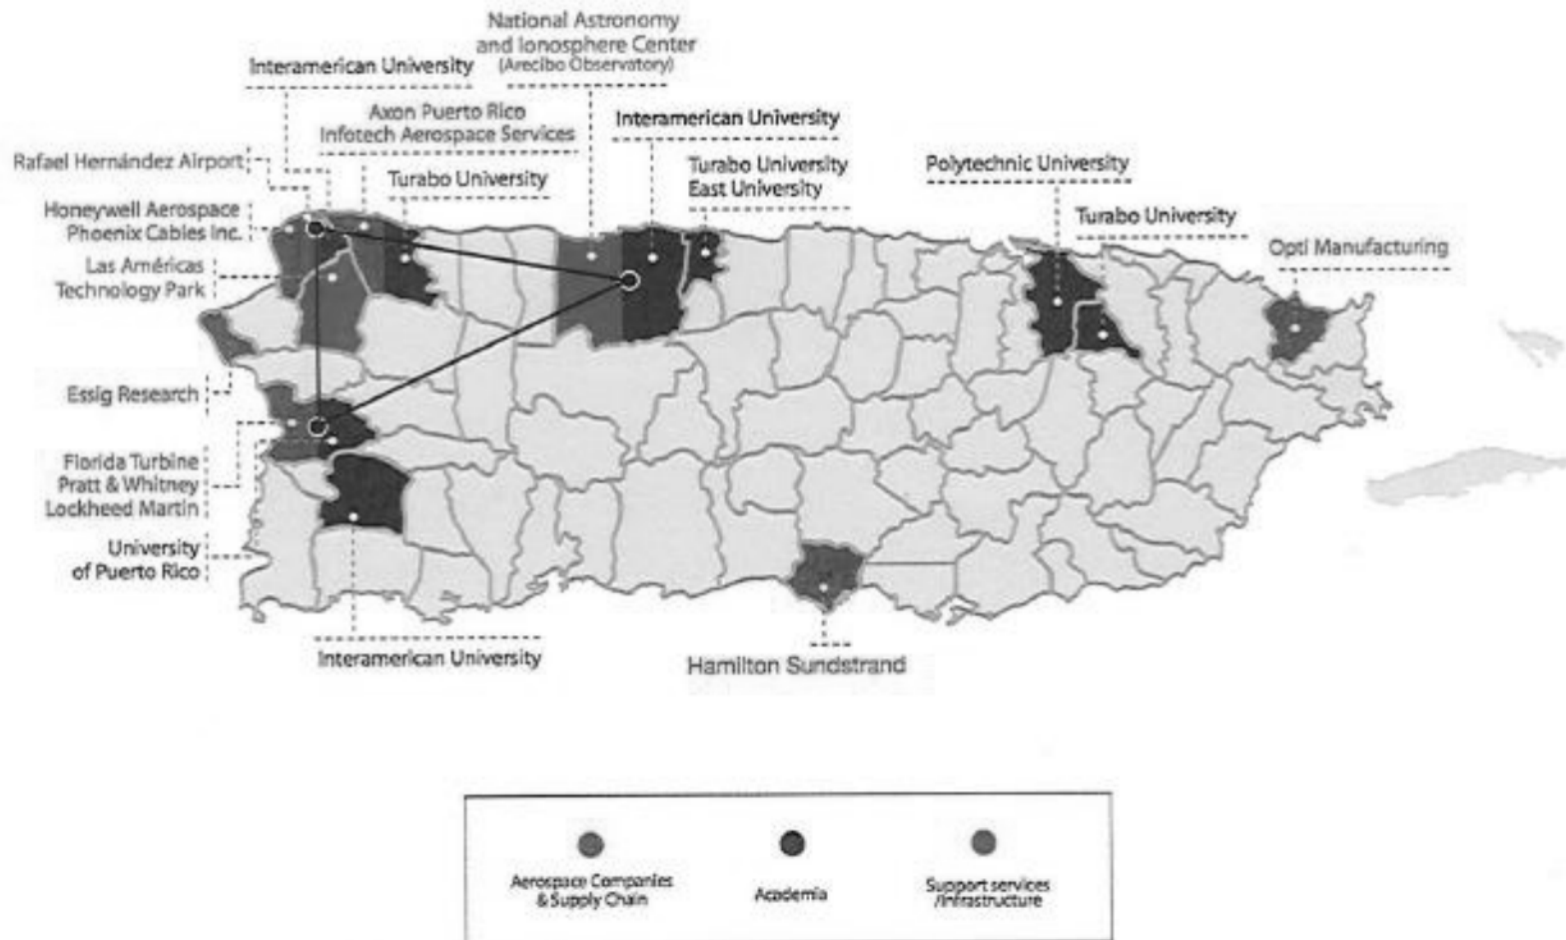 National Astronomy
and Ionosphere Center
(Arecibo Observatory)
Interamerican University
Axon Puerto Rico
Infotech Aerospace Services
Interamerican University
Rafael Hernández Airport
Turabo University
Turabo University
East University
Polytechnic University
Honeywell Aerospace
Phoenix Cables Inc.
Turabo University
Opti Manufacturing
Las Américas
Technology Park
Essig Research
Florida Turbine
Pratt & Whitney
Lockheed Martin
University
of Puerto Rico
Interamerican University
Hamilton Sundstrand
Aerospace Companies
& Supply Chain
Academia
Support services
/Infrastructure